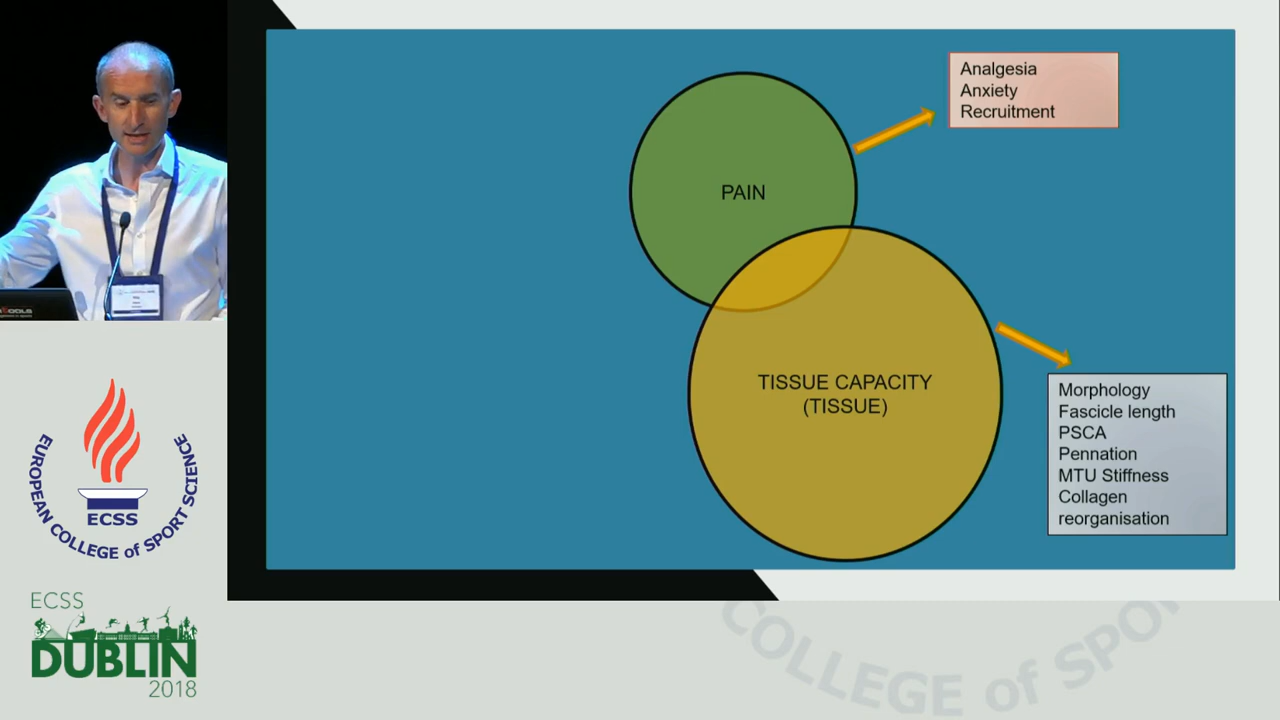 PAIN
Analgesia
Anxiety
Recruitment
TISSUE CAPACITY
(TISSUE)
Morphology
Fascicle length
PSCA
Pennation
MTU Stiffness
Collagen
reorganisation
EUROPEAN COLLEGE of SPORT SCIENCE
ECSS
ECSS
DUBLIN
2018
COLLEGE of SPOR